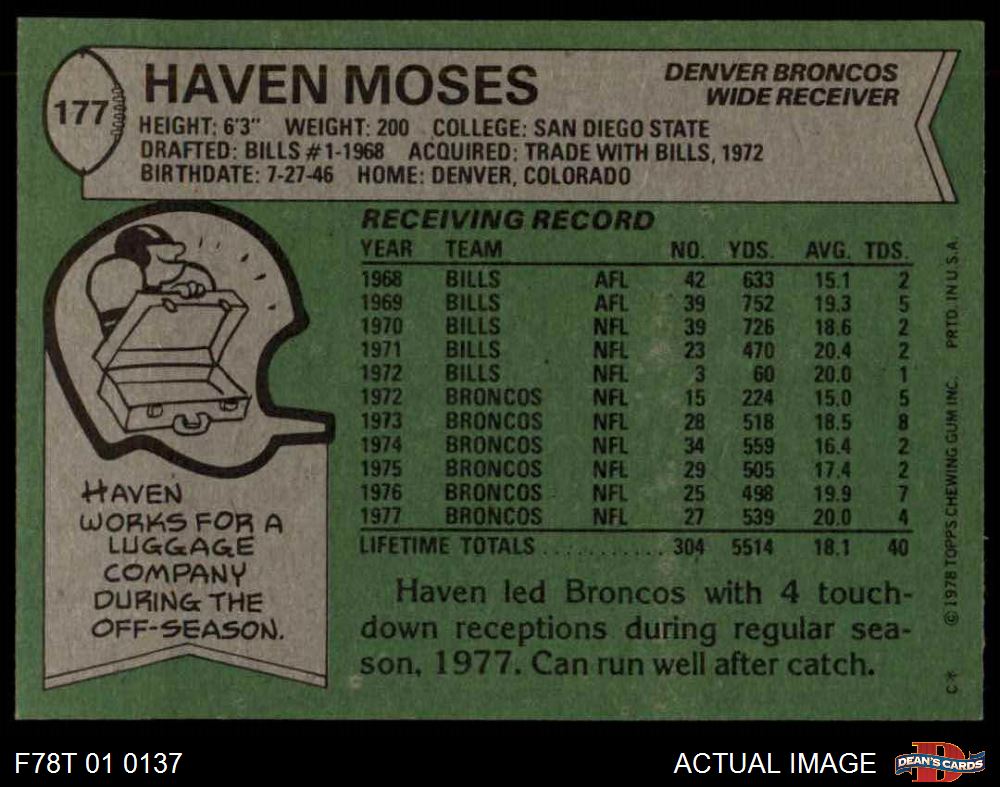 177
HAVEN MOSES
DENVER BRONCOS
WIDE RECEIVER
HEIGHT: 6'3" WEIGHT: 200 COLLEGE: SAN DIEGO STATE
DRAFTED: BILLS #1-1968 ACQUIRED: TRADE WITH BILLS, 1972
BIRTHDATE: 7-27-46 HOME: DENVER, COLORADO
RECEIVING RECORD
YEAR TEAM NO. YDS. AVG. TDS.
1968 BILLS AFL 42 633 15.1 2
1969 BILLS AFL 39 752 19.3 5
1970 BILLS NFL 39 726 18.6 2
1971 BILLS NFL 23 470 20.4 2
1972 BILLS NFL 3 60 20.0 1
1972 BRONCOS NFL 15 224 15.0 5
1973 BRONCOS NFL 28 518 18.5 8
1974 BRONCOS NFL 34 559 16.4 2
1975 BRONCOS NFL 29 505 17.4 2
1976 BRONCOS NFL 25 498 19.9 7
1977 BRONCOS NFL 27 539 20.0 4
LIFETIME TOTALS ............ 304 5514 18.1 40
HAVEN
WORKS FOR A
LUGGAGE
COMPANY
DURING THE
OFF-SEASON.
Haven led Broncos with 4 touch-
down receptions during regular sea-
son, 1977. Can run well after catch.
C* ©1978 TOPPS CHEWING GUM INC. PRTD. IN U.S.A.
F78T 01 0137
ACTUAL IMAGE
D
DEAN'S CARDS